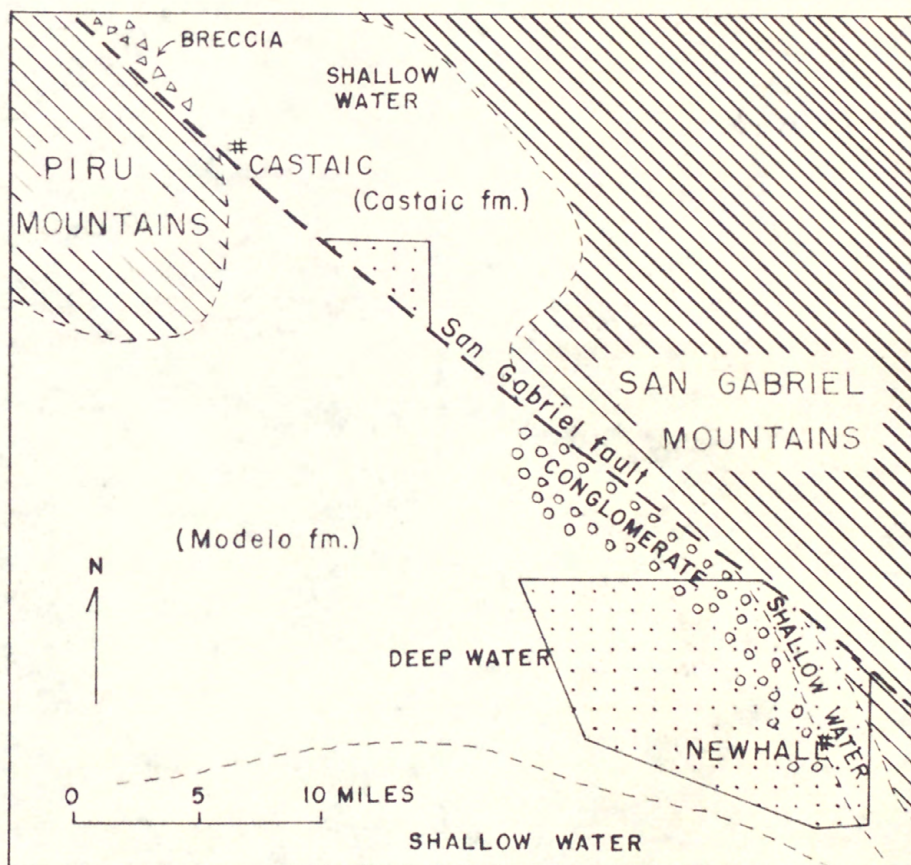 BRECCIA
SHALLOW
WATER
# CASTAIC
PIRU
MOUNTAINS
(Castaic fm.)
San Gabriel fault
SAN GABRIEL
MOUNTAINS
CONGLOMERATE
(Modelo fm.)
N
SHALLOW WATER
DEEP WATER
NEWHALL #
0 5 10 MILES
SHALLOW WATER